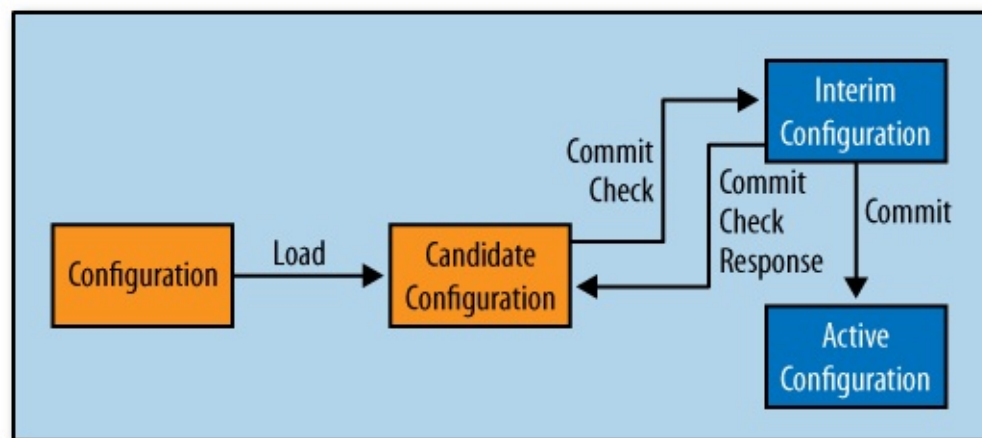 Interim
Configuration
Commit
Check
Commit
Check
Response
Commit
Configuration
Load
Candidate
Configuration
Active
Configuration